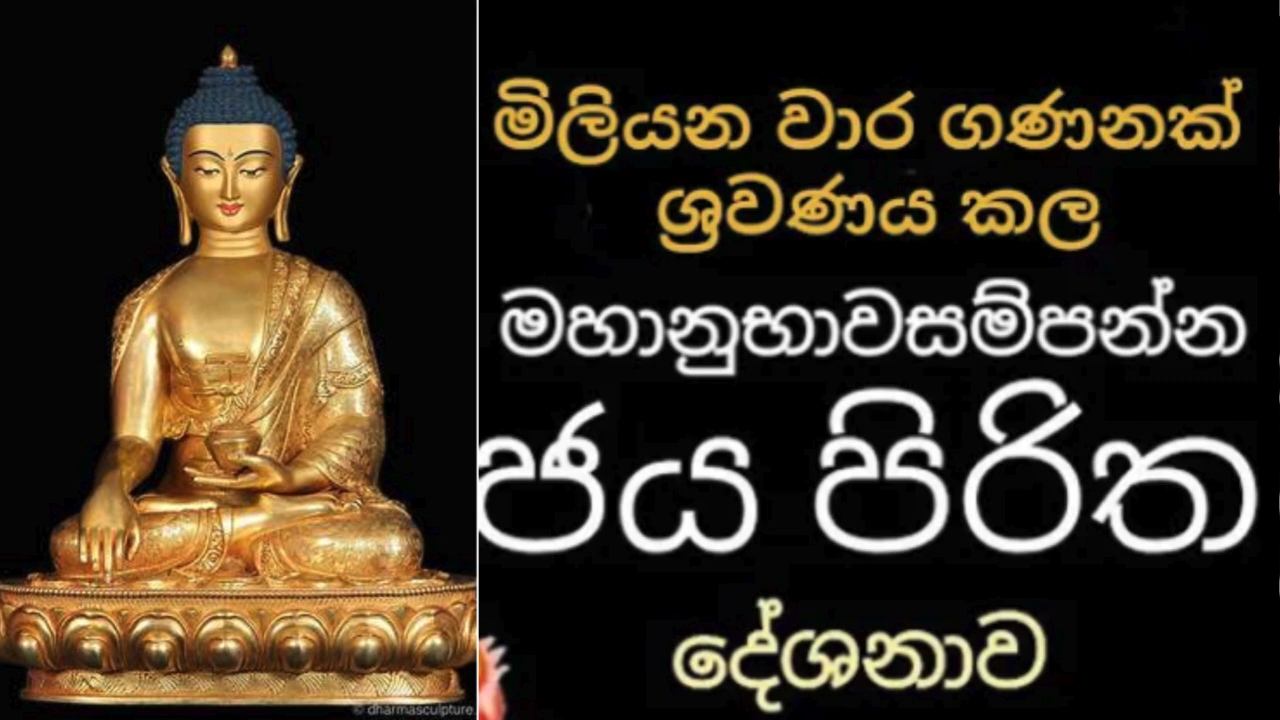 මිලියන වාර ගණනක්
ශ්‍රවණය කල
මහානුභාවසම්පන්න
ජය පිරිත
දේශනාව
© dharmasculpture